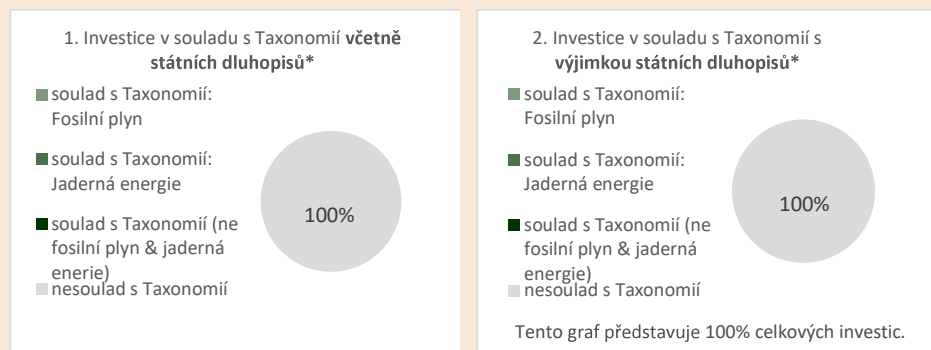 1. Investice v souladu s Taxonomií včetně
státních dluhopisů*
soulad s Taxonomií:
Fosilní plyn
soulad s Taxonomií:
Jaderná energie
soulad s Taxonomií (ne
fosilní plyn & jaderná
enerie)
nesoulad s Taxonomií
100%
2. Investice v souladu s Taxonomií s
výjimkou státních dluhopisů*
soulad s Taxonomií:
Fosilní plyn
soulad s Taxonomií:
Jaderná energie
soulad s Taxonomií (ne
fosilní plyn & jaderná
energie)
nesoulad s Taxonomií
100%
Tento graf představuje 100% celkových investic.